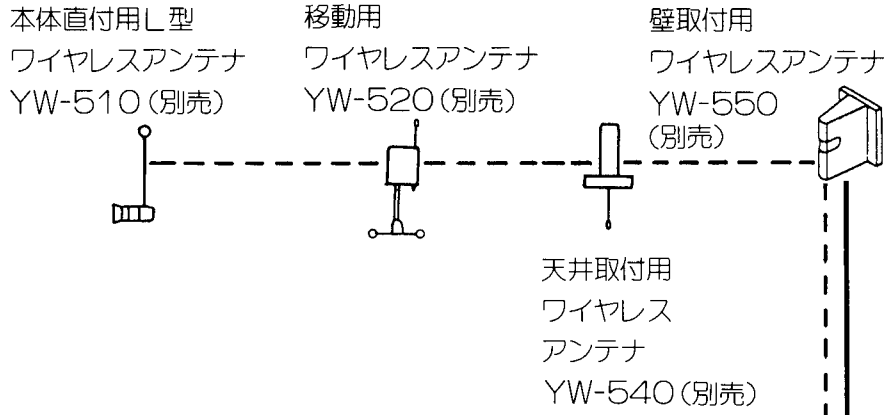 本体直付用L型
ワイヤレスアンテナ
YW-510(別売)
移動用
ワイヤレスアンテナ
YW-520(別売)
壁取付用
ワイヤレスアンテナ
YW-550
(別売)
天井取付用
ワイヤレス
アンテナ
YW-540(別売)